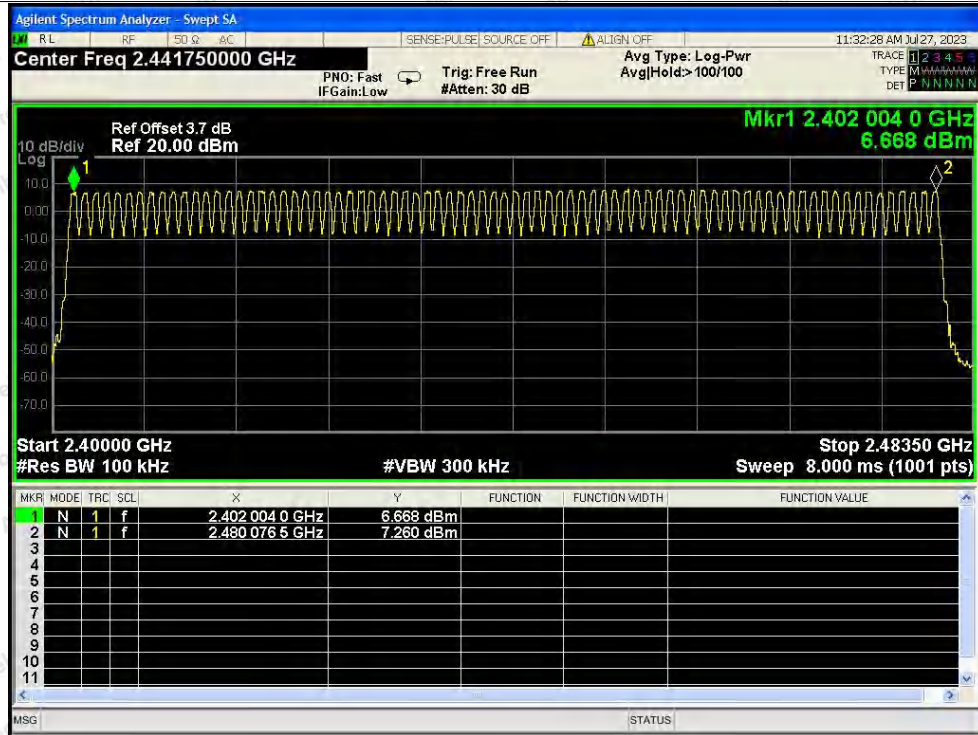 Agilent Spectrum Analyzer - Swept SA
RL RF 50 Ω AC SENSE:PULSE SOURCE OFF ALIGN OFF 11:32:28 AM Jul 27, 2023
Center Freq 2.441750000 GHz
PNO: Fast
IFGain:Low
Trig: Free Run
#Atten: 30 dB
Avg Type: Log-Pwr
Avg|Hold:>100/100
TRACE 1 2 3 4 5 6
TYPE M
DET P N N N N N
Mkr1 2.402 004 0 GHz
6.668 dBm
Ref Offset 3.7 dB
10 dB/div Ref 20.00 dBm
Log
1
2
10.0
0.00
-10.0
-20.0
-30.0
-40.0
-50.0
-60.0
-70.0
Start 2.40000 GHz Stop 2.48350 GHz
#Res BW 100 kHz #VBW 300 kHz Sweep 8.000 ms (1001 pts)
MKR MODE TRC SCL X Y FUNCTION FUNCTION WIDTH FUNCTION VALUE
1 N 1 f 2.402 004 0 GHz 6.668 dBm
2 N 1 f 2.480 076 5 GHz 7.260 dBm
3
4
5
6
7
8
9
10
11
MSG STATUS